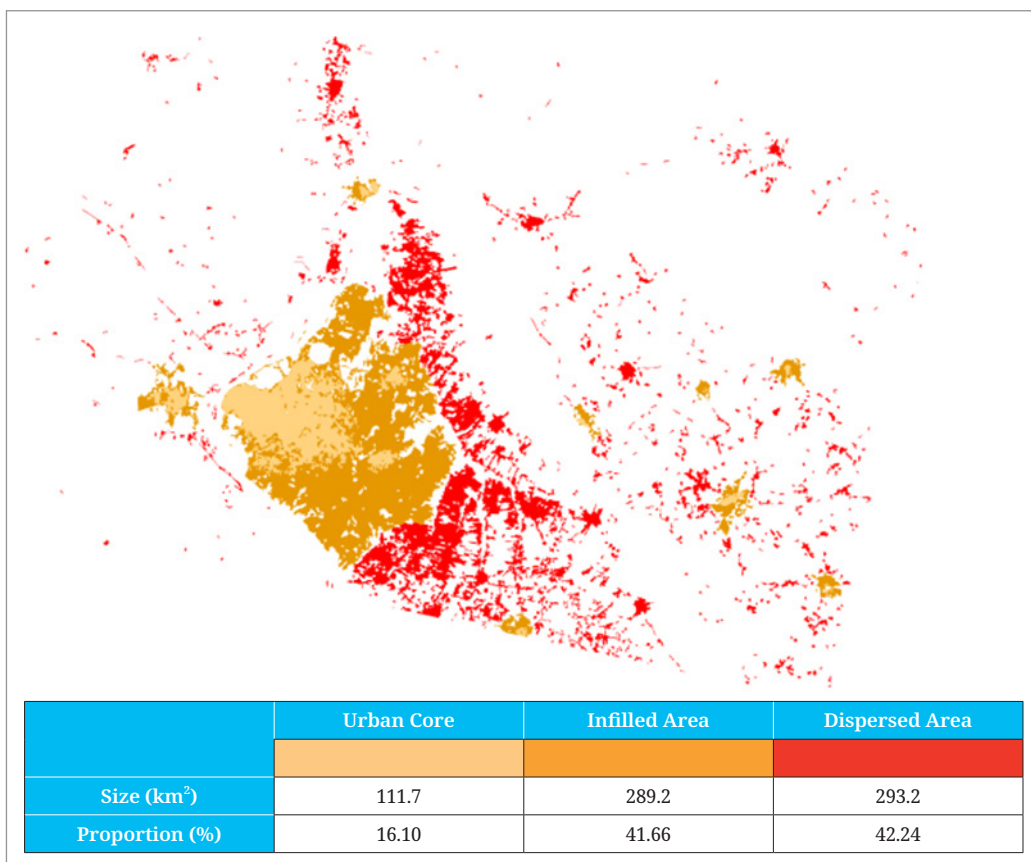 Urban Core Infilled Area Dispersed Area
Size (km²) 111.7 289.2 293.2
Proportion (%) 16.10 41.66 42.24